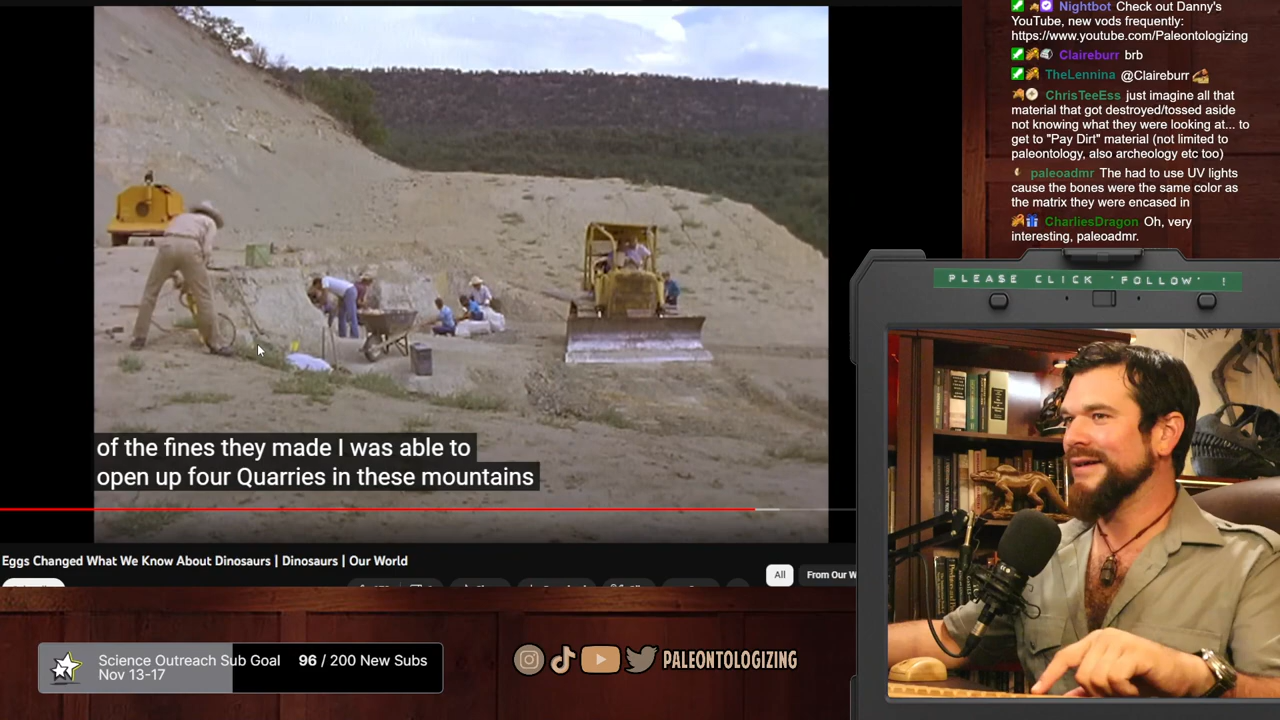 Nightbot Check out Danny's
YouTube, new vods frequently:
https://www.youtube.com/Paleontologizing
Claireburr brb
TheLennina @Claireburr
ChrisTeeEss just imagine all that
material that got destroyed/tossed aside
not knowing what they were looking at... to
get to "Pay Dirt" material (not limited to
paleontology, also archeology etc too)
paleoadmr The had to use UV lights
cause the bones were the same color as
the matrix they were encased in
CharliesDragon Oh, very
interesting, paleoadmr.
PLEASE CLICK 'FOLLOW' !
of the fines they made I was able to
open up four Quarries in these mountains
Eggs Changed What We Know About Dinosaurs | Dinosaurs | Our World
All
From Our W
Science Outreach Sub Goal 96 / 200 New Subs
Nov 13-17
PALEONTOLOGIZING